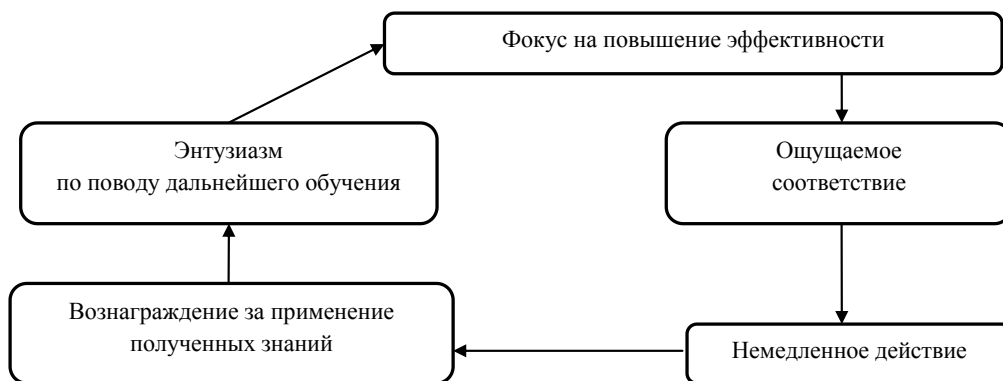 Фокус на повышение эффективности
Энтузиазм
по поводу дальнейшего обучения
Ощущаемое
соответствие
Вознаграждение за применение
полученных знаний
Немедленное действие